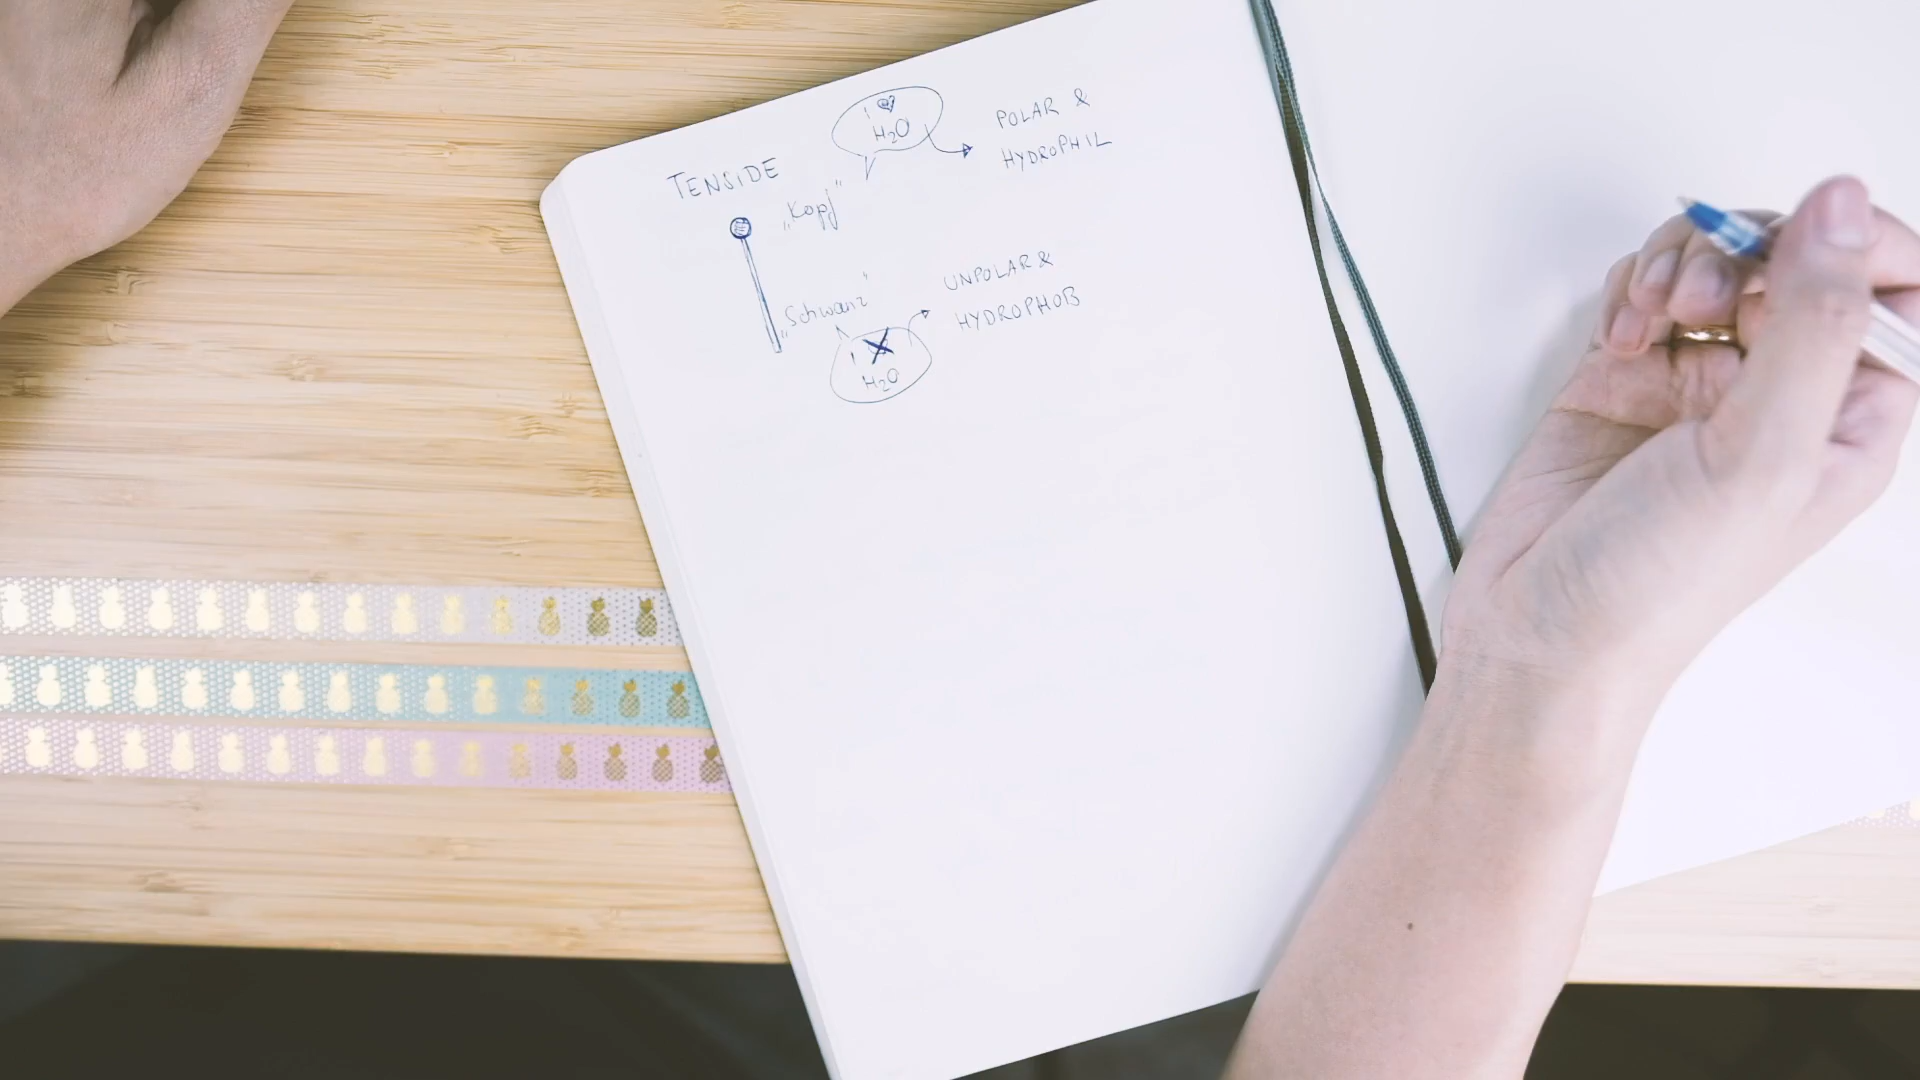 TENSIDE
I ♥
H₂O
POLAR &
HYDROPHIL
„Kopf“
„Schwanz“
UNPOLAR &
HYDROPHOB
I
H₂O